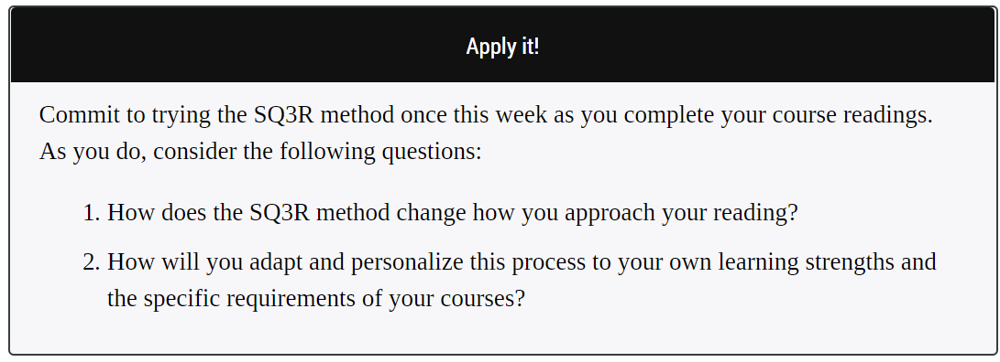 Apply it!
Commit to trying the SQ3R method once this week as you complete your course readings.
As you do, consider the following questions:
1. How does the SQ3R method change how you approach your reading?
2. How will you adapt and personalize this process to your own learning strengths and
the specific requirements of your courses?